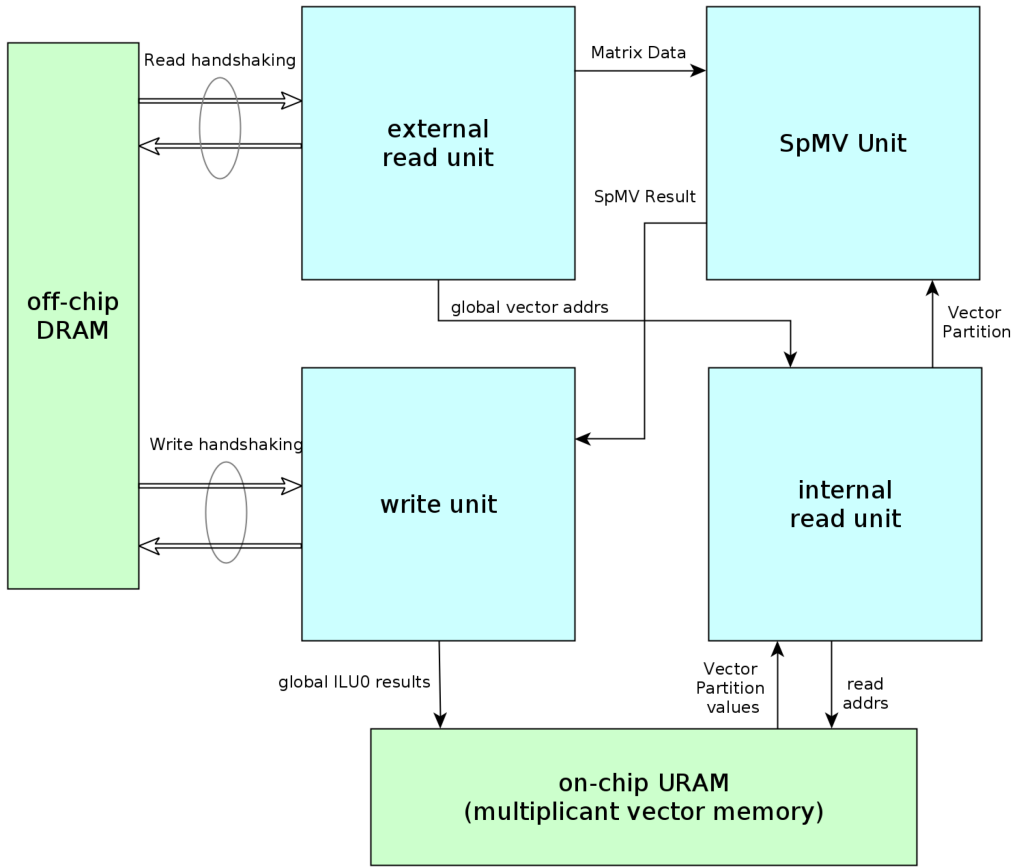 Read handshaking
external
read unit
Matrix Data
SpMV Unit
SpMV Result
off-chip
DRAM
global vector addrs
Vector
Partition
Write handshaking
write unit
internal
read unit
global ILU0 results
Vector
Partition
values
read
addrs
on-chip URAM
(multiplicant vector memory)